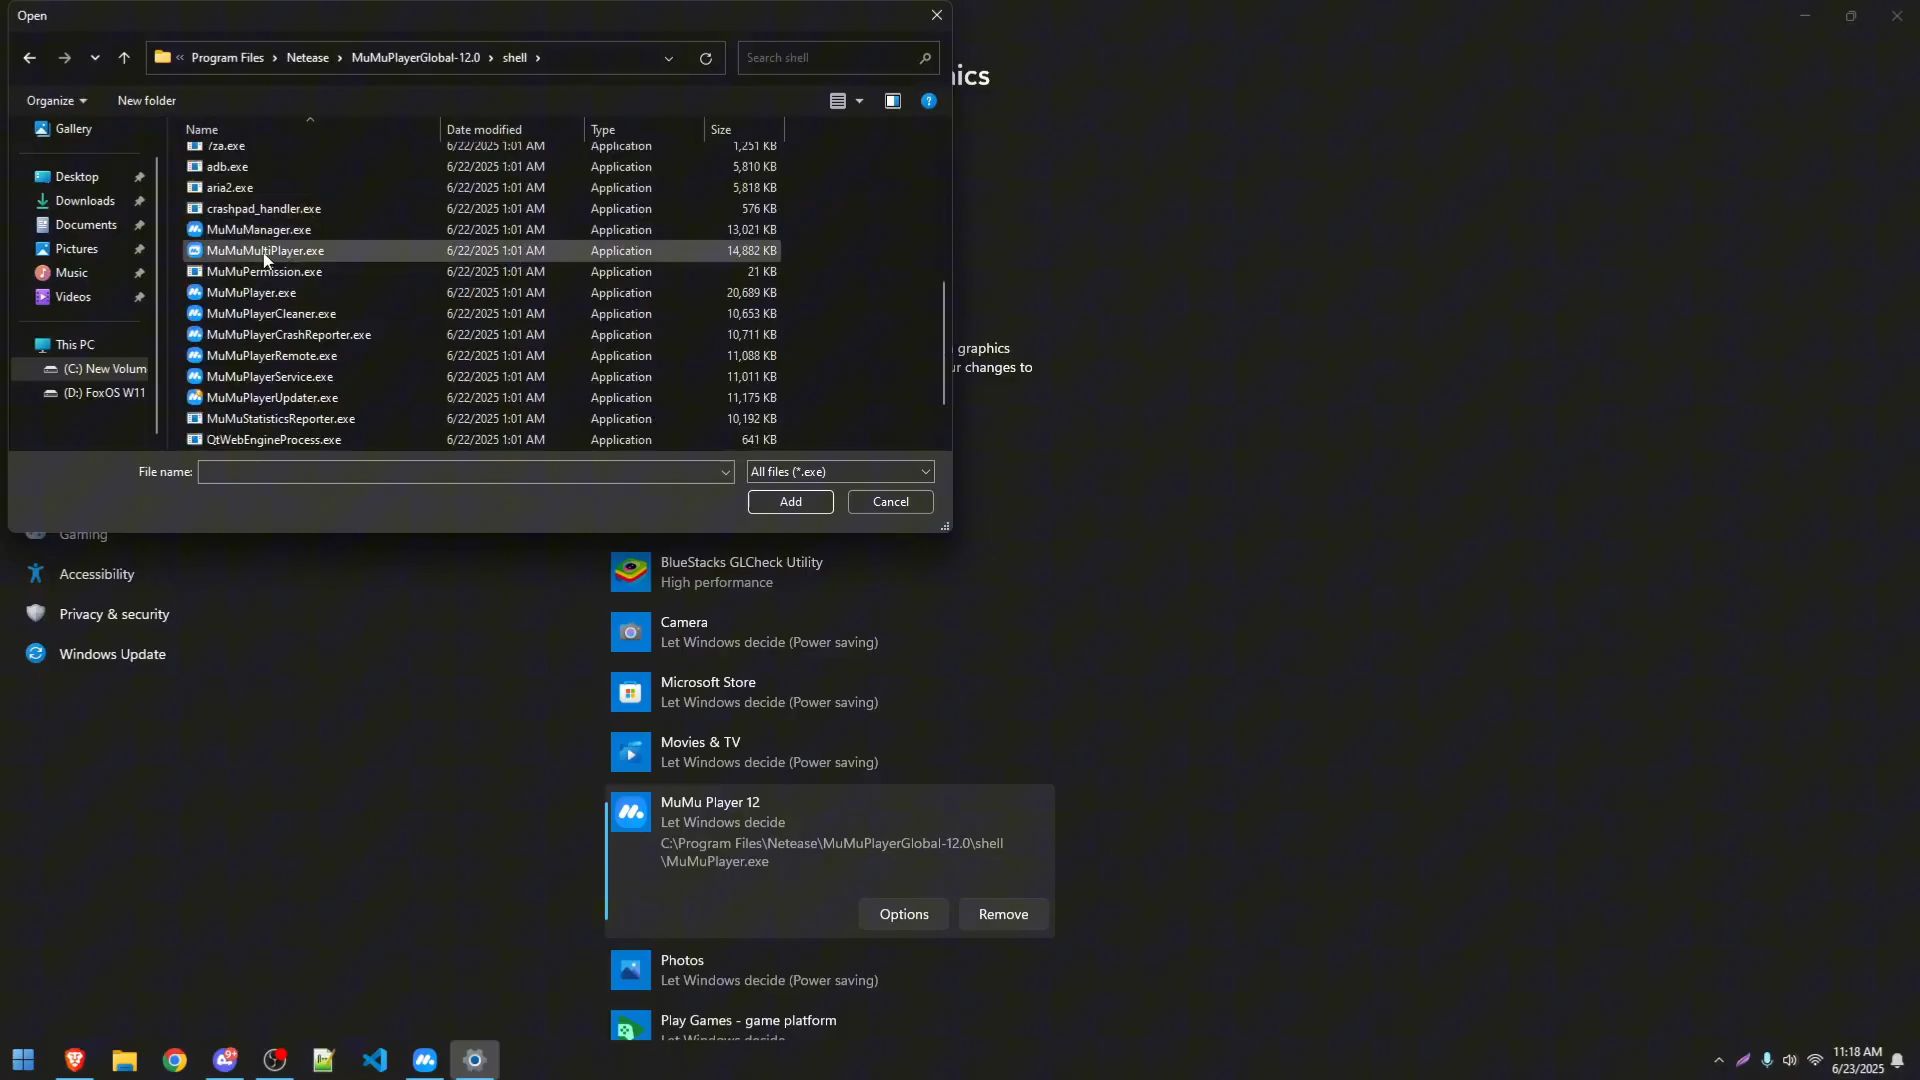 Open
Program Files > Netease > MuMuPlayerGlobal-12.0 > shell >
Search shell
Organize
New folder
Gallery
Desktop
Downloads
Documents
Pictures
Music
Videos
This PC
(C:) New Volum
(D:) FoxOS W11
Name Date modified Type Size
7za.exe 6/22/2025 1:01 AM Application 1,251 KB
adb.exe 6/22/2025 1:01 AM Application 5,810 KB
aria2.exe 6/22/2025 1:01 AM Application 5,818 KB
crashpad_handler.exe 6/22/2025 1:01 AM Application 576 KB
MuMuManager.exe 6/22/2025 1:01 AM Application 13,021 KB
MuMuMultiPlayer.exe 6/22/2025 1:01 AM Application 14,882 KB
MuMuPermission.exe 6/22/2025 1:01 AM Application 21 KB
MuMuPlayer.exe 6/22/2025 1:01 AM Application 20,689 KB
MuMuPlayerCleaner.exe 6/22/2025 1:01 AM Application 10,653 KB
MuMuPlayerCrashReporter.exe 6/22/2025 1:01 AM Application 10,711 KB
MuMuPlayerRemote.exe 6/22/2025 1:01 AM Application 11,088 KB
MuMuPlayerService.exe 6/22/2025 1:01 AM Application 11,011 KB
MuMuPlayerUpdater.exe 6/22/2025 1:01 AM Application 11,175 KB
MuMuStatisticsReporter.exe 6/22/2025 1:01 AM Application 10,192 KB
QtWebEngineProcess.exe 6/22/2025 1:01 AM Application 641 KB
File name:
All files (*.exe)
Add
Cancel
ics
graphics
ur changes to
Gaming
Accessibility
Privacy & security
Windows Update
BlueStacks GLCheck Utility
High performance
Camera
Let Windows decide (Power saving)
Microsoft Store
Let Windows decide (Power saving)
Movies & TV
Let Windows decide (Power saving)
MuMu Player 12
Let Windows decide
C:\Program Files\Netease\MuMuPlayerGlobal-12.0\shell
\MuMuPlayer.exe
Options
Remove
Photos
Let Windows decide (Power saving)
Play Games - game platform
Let Windows decide
9+
11:18 AM
6/23/2025